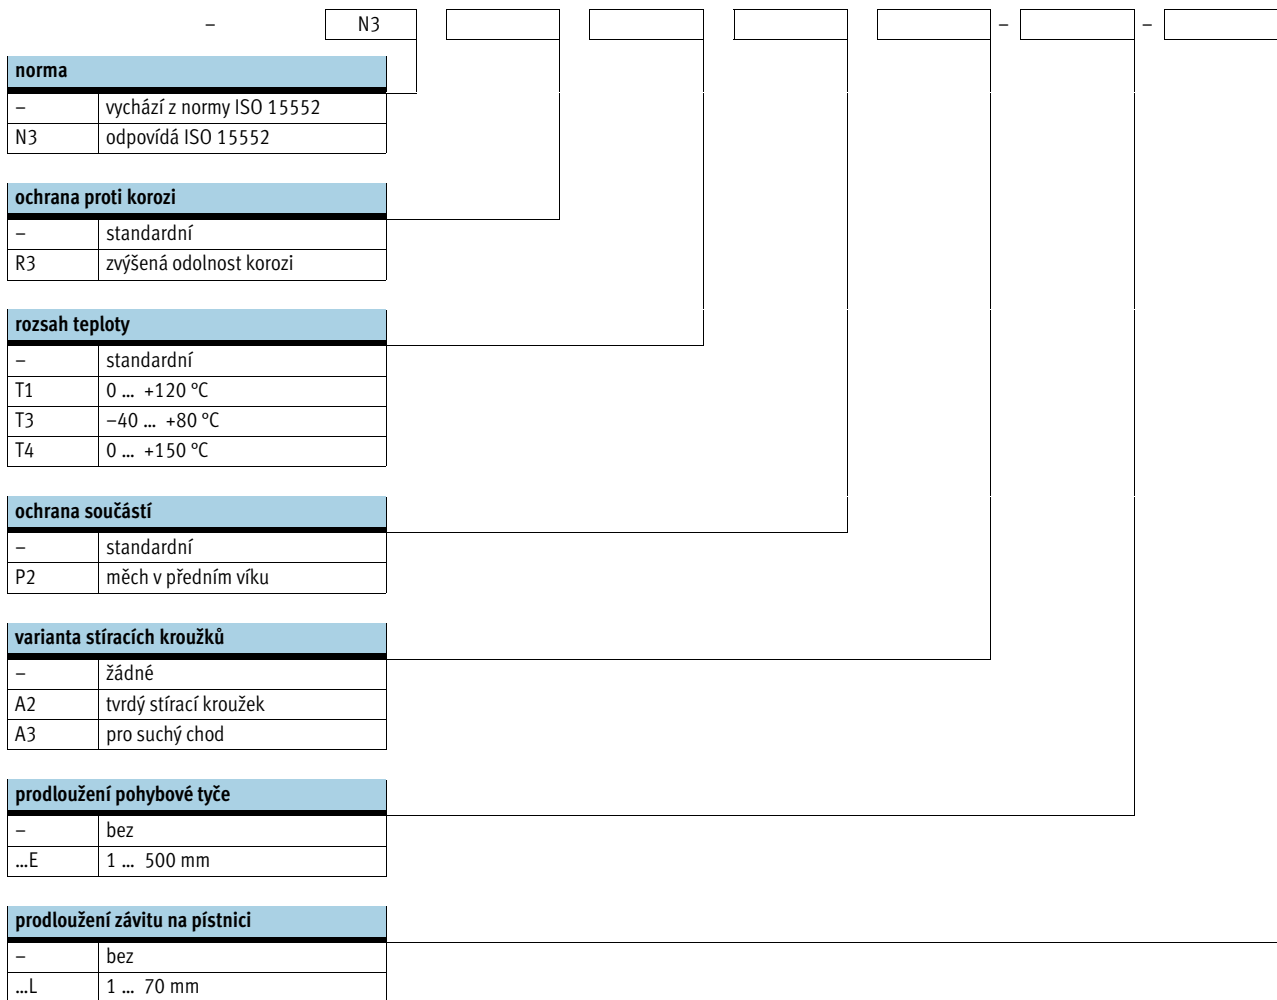 – N3 – –
norma
– vychází z normy ISO 15552
N3 odpovídá ISO 15552
ochrana proti korozi
– standardní
R3 zvýšená odolnost korozi
rozsah teploty
– standardní
T1 0 ... +120 °C
T3 –40 ... +80 °C
T4 0 ... +150 °C
ochrana součástí
– standardní
P2 měch v předním víku
varianta stíracích kroužků
– žádné
A2 tvrdý stírací kroužek
A3 pro suchý chod
prodloužení pohybové tyče
– bez
...E 1 ... 500 mm
prodloužení závitu na pístnici
– bez
...L 1 ... 70 mm